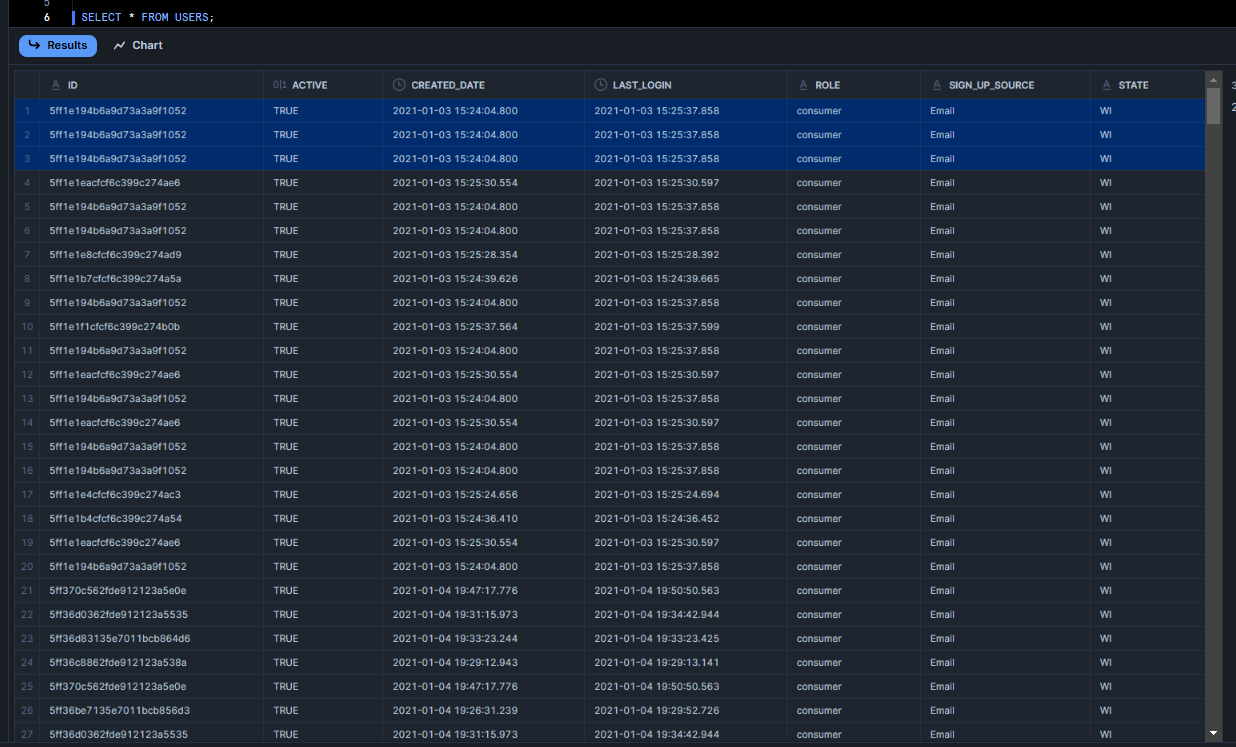 5
6 SELECT * FROM USERS;
Results Chart
ID ACTIVE CREATED_DATE LAST_LOGIN ROLE SIGN_UP_SOURCE STATE
1 5ff1e194b6a9d73a3a9f1052 TRUE 2021-01-03 15:24:04.800 2021-01-03 15:25:37.858 consumer Email WI
2 5ff1e194b6a9d73a3a9f1052 TRUE 2021-01-03 15:24:04.800 2021-01-03 15:25:37.858 consumer Email WI
3 5ff1e194b6a9d73a3a9f1052 TRUE 2021-01-03 15:24:04.800 2021-01-03 15:25:37.858 consumer Email WI
4 5ff1e1eacfcf6c399c274ae6 TRUE 2021-01-03 15:25:30.554 2021-01-03 15:25:30.597 consumer Email WI
5 5ff1e194b6a9d73a3a9f1052 TRUE 2021-01-03 15:24:04.800 2021-01-03 15:25:37.858 consumer Email WI
6 5ff1e194b6a9d73a3a9f1052 TRUE 2021-01-03 15:24:04.800 2021-01-03 15:25:37.858 consumer Email WI
7 5ff1e1e8cfcf6c399c274ad9 TRUE 2021-01-03 15:25:28.354 2021-01-03 15:25:28.392 consumer Email WI
8 5ff1e1b7cfcf6c399c274a5a TRUE 2021-01-03 15:24:39.626 2021-01-03 15:24:39.665 consumer Email WI
9 5ff1e194b6a9d73a3a9f1052 TRUE 2021-01-03 15:24:04.800 2021-01-03 15:25:37.858 consumer Email WI
10 5ff1e1f1cfcf6c399c274b0b TRUE 2021-01-03 15:25:37.564 2021-01-03 15:25:37.599 consumer Email WI
11 5ff1e194b6a9d73a3a9f1052 TRUE 2021-01-03 15:24:04.800 2021-01-03 15:25:37.858 consumer Email WI
12 5ff1e1eacfcf6c399c274ae6 TRUE 2021-01-03 15:25:30.554 2021-01-03 15:25:30.597 consumer Email WI
13 5ff1e194b6a9d73a3a9f1052 TRUE 2021-01-03 15:24:04.800 2021-01-03 15:25:37.858 consumer Email WI
14 5ff1e1eacfcf6c399c274ae6 TRUE 2021-01-03 15:25:30.554 2021-01-03 15:25:30.597 consumer Email WI
15 5ff1e194b6a9d73a3a9f1052 TRUE 2021-01-03 15:24:04.800 2021-01-03 15:25:37.858 consumer Email WI
16 5ff1e194b6a9d73a3a9f1052 TRUE 2021-01-03 15:24:04.800 2021-01-03 15:25:37.858 consumer Email WI
17 5ff1e1e4cfcf6c399c274ac3 TRUE 2021-01-03 15:25:24.656 2021-01-03 15:25:24.694 consumer Email WI
18 5ff1e1b4cfcf6c399c274a54 TRUE 2021-01-03 15:24:36.410 2021-01-03 15:24:36.452 consumer Email WI
19 5ff1e1eacfcf6c399c274ae6 TRUE 2021-01-03 15:25:30.554 2021-01-03 15:25:30.597 consumer Email WI
20 5ff1e194b6a9d73a3a9f1052 TRUE 2021-01-03 15:24:04.800 2021-01-03 15:25:37.858 consumer Email WI
21 5ff370c562fde912123a5e0e TRUE 2021-01-04 19:47:17.776 2021-01-04 19:50:50.563 consumer Email WI
22 5ff36d0362fde912123a5535 TRUE 2021-01-04 19:31:15.973 2021-01-04 19:34:42.944 consumer Email WI
23 5ff36d83135e7011bcb864d6 TRUE 2021-01-04 19:33:23.244 2021-01-04 19:33:23.425 consumer Email WI
24 5ff36c8862fde912123a538a TRUE 2021-01-04 19:29:12.943 2021-01-04 19:29:13.141 consumer Email WI
25 5ff370c562fde912123a5e0e TRUE 2021-01-04 19:47:17.776 2021-01-04 19:50:50.563 consumer Email WI
26 5ff36be7135e7011bcb856d3 TRUE 2021-01-04 19:26:31.239 2021-01-04 19:29:52.726 consumer Email WI
27 5ff36d0362fde912123a5535 TRUE 2021-01-04 19:31:15.973 2021-01-04 19:34:42.944 consumer Email WI